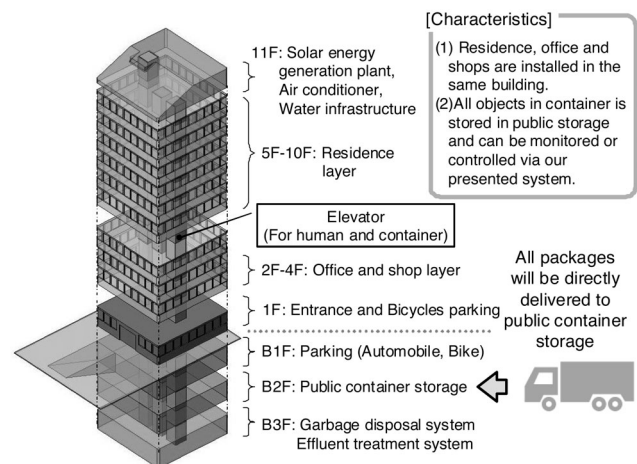 11F: Solar energy
generation plant,
Air conditioner,
Water infrastructure
5F-10F: Residence
layer
Elevator
(For human and container)
2F-4F: Office and shop layer
1F: Entrance and Bicycles parking
B1F: Parking (Automobile, Bike)
B2F: Public container storage
B3F: Garbage disposal system
Effluent treatment system
[Characteristics]
(1) Residence, office and
shops are installed in the
same building.
(2)All objects in container is
stored in public storage
and can be monitored or
controlled via our
presented system.
All packages
will be directly
delivered to
public container
storage